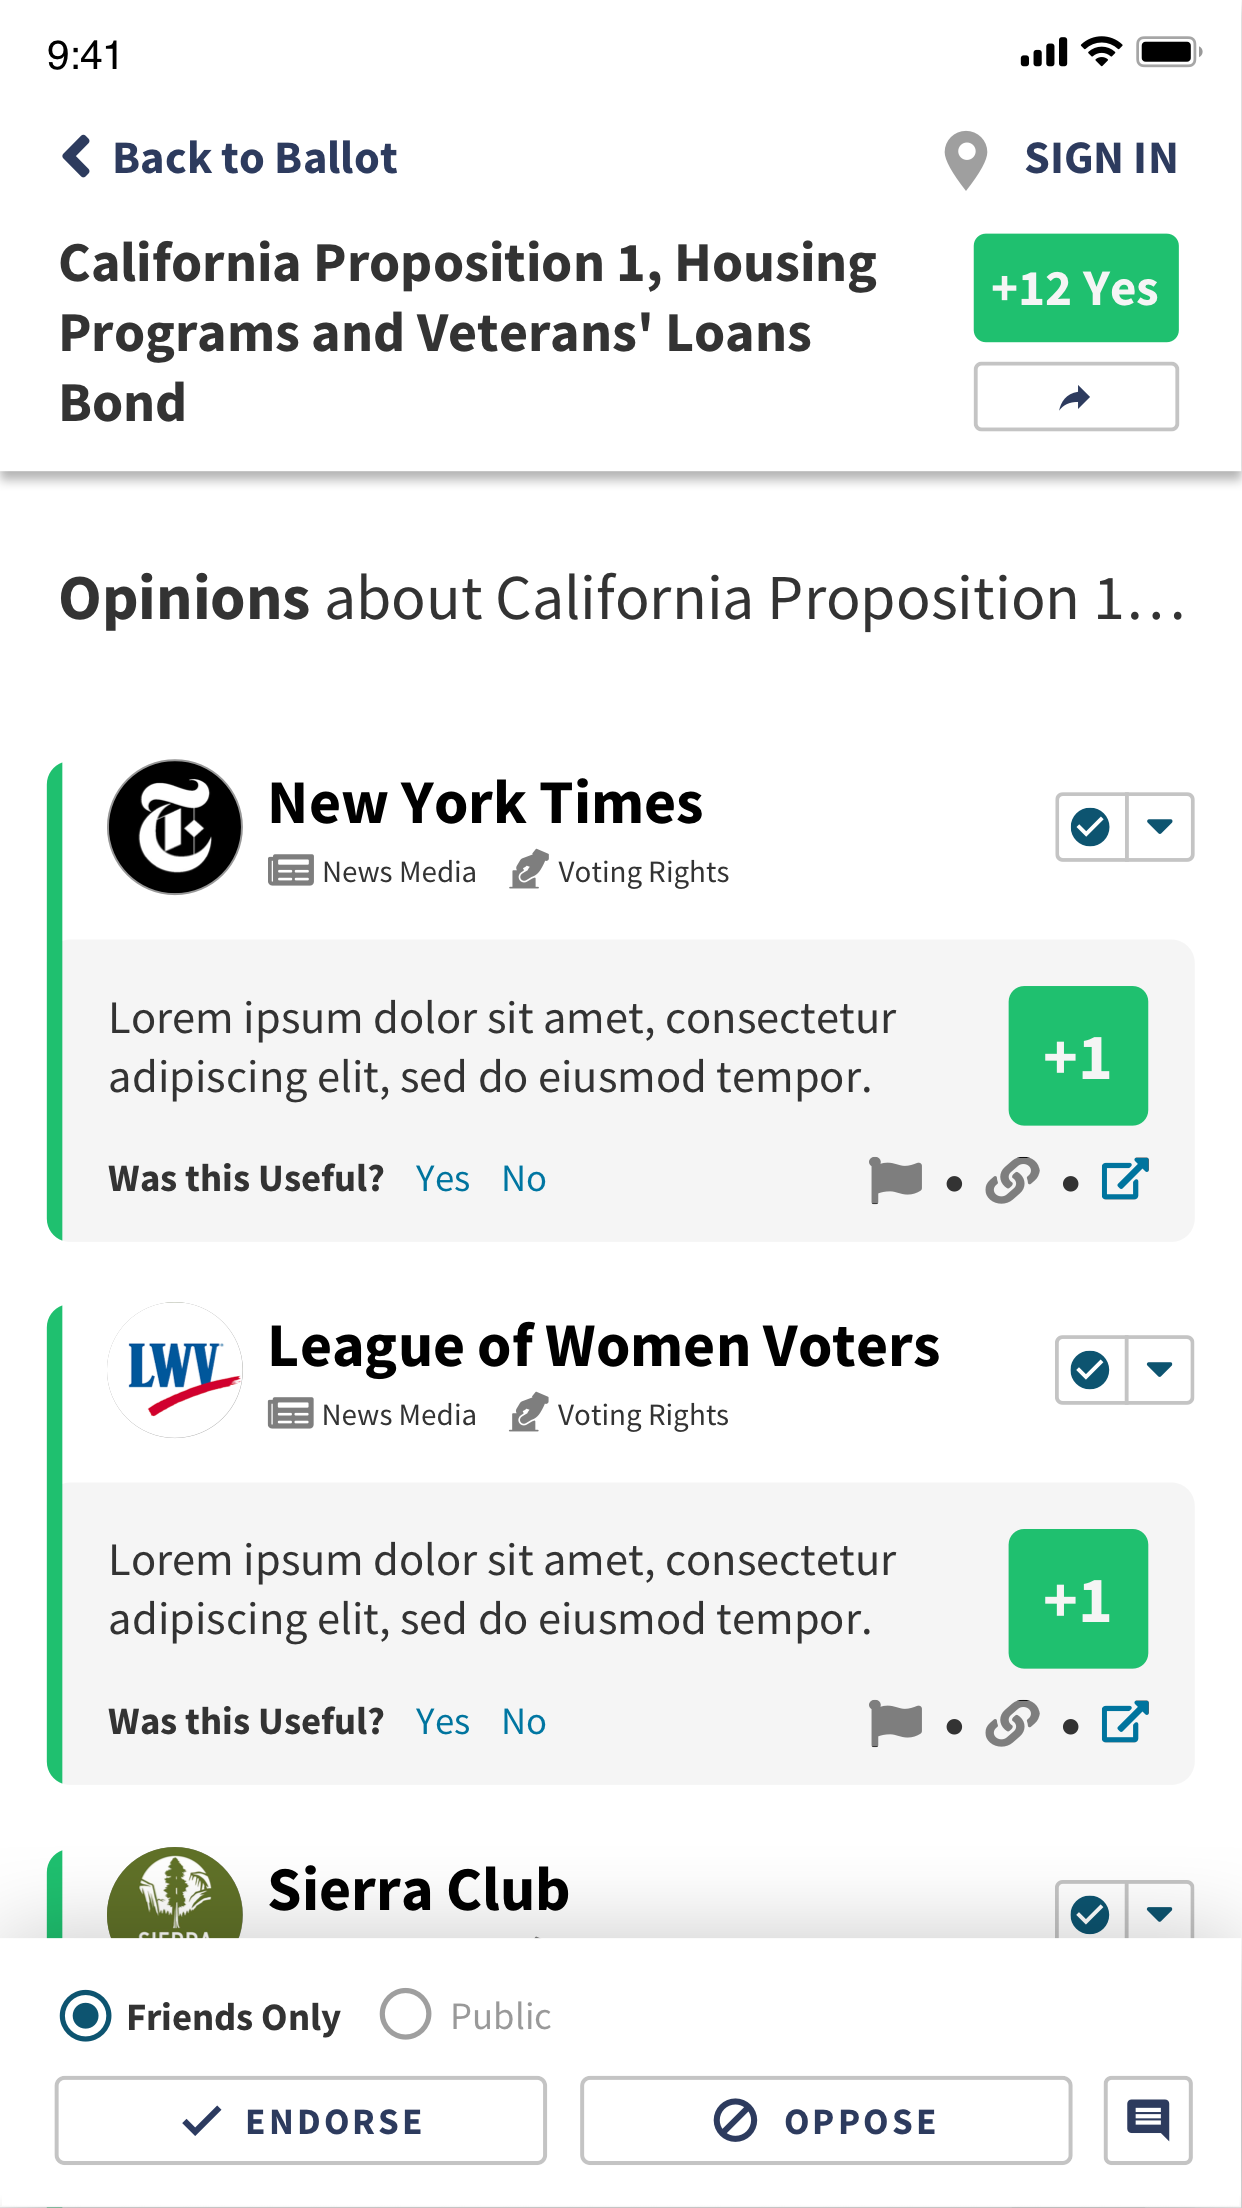 9:41
Back to Ballot
SIGN IN
California Proposition 1, Housing
Programs and Veterans' Loans
Bond
+12 Yes
Opinions about California Proposition 1...
New York Times
News Media Voting Rights
Lorem ipsum dolor sit amet, consectetur
adipiscing elit, sed do eiusmod tempor.
+1
Was this Useful? Yes No
LWV
League of Women Voters
News Media Voting Rights
Lorem ipsum dolor sit amet, consectetur
adipiscing elit, sed do eiusmod tempor.
+1
Was this Useful? Yes No
Sierra Club
SIERRA
Friends Only Public
ENDORSE
OPPOSE